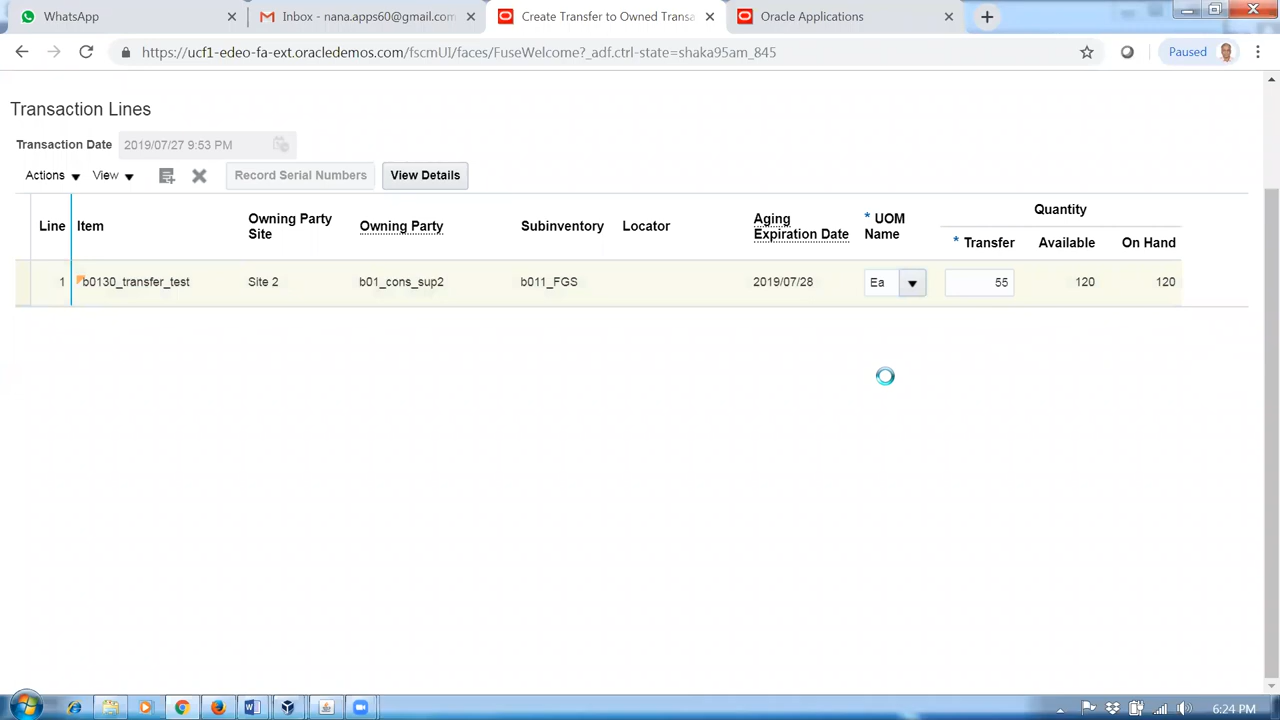 WhatsApp
Inbox - nana.apps60@gmail.com
Create Transfer to Owned Transa
Oracle Applications
https://ucf1-edeo-fa-ext.oracledemos.com/fscmUI/faces/FuseWelcome?_adf.ctrl-state=shaka95am_845
Paused
Transaction Lines
Transaction Date 2019/07/27 9:53 PM
Actions View Record Serial Numbers View Details
Line Item Owning Party Site Owning Party Subinventory Locator Aging Expiration Date * UOM Name Quantity
* Transfer Available On Hand
1 b0130_transfer_test Site 2 b01_cons_sup2 b011_FGS 2019/07/28 Ea 55 120 120
6:24 PM